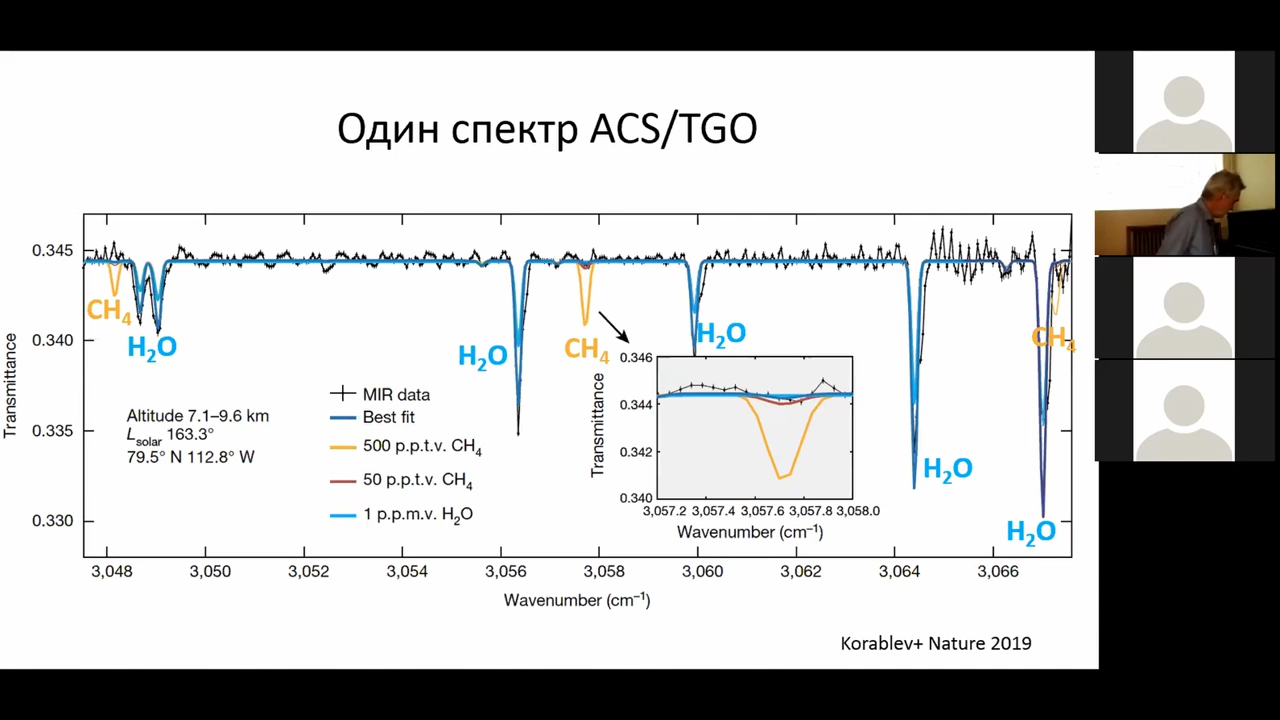 Один спектр ACS/TGO
0.345
0.340
0.335
0.330
Transmittance
CH₄
H₂O
H₂O
CH₄
H₂O
H₂O
CH₄
H₂O
Altitude 7.1–9.6 km
Lsolar 163.3°
79.5° N 112.8° W
MIR data
Best fit
500 p.p.t.v. CH₄
50 p.p.t.v. CH₄
1 p.p.m.v. H₂O
0.346
0.344
0.342
0.340
Transmittance
3,057.2 3,057.4 3,057.6 3,057.8 3,058.0
Wavenumber (cm⁻¹)
3,048 3,050 3,052 3,054 3,056 3,058 3,060 3,062 3,064 3,066
Wavenumber (cm⁻¹)
Korablev+ Nature 2019